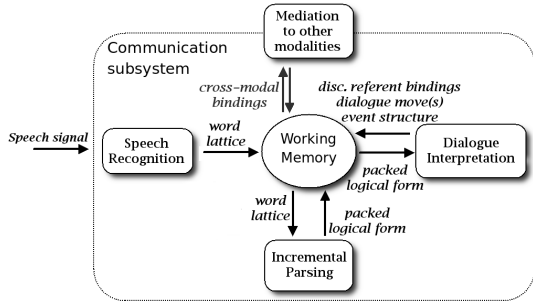 Mediation
to other
modalities
Communication
subsystem
cross-modal
bindings
disc. referent bindings
dialogue move(s)
event structure
Speech signal
Speech
Recognition
word
lattice
Working
Memory
Dialogue
Interpretation
packed
logical form
word
lattice
packed
logical form
Incremental
Parsing